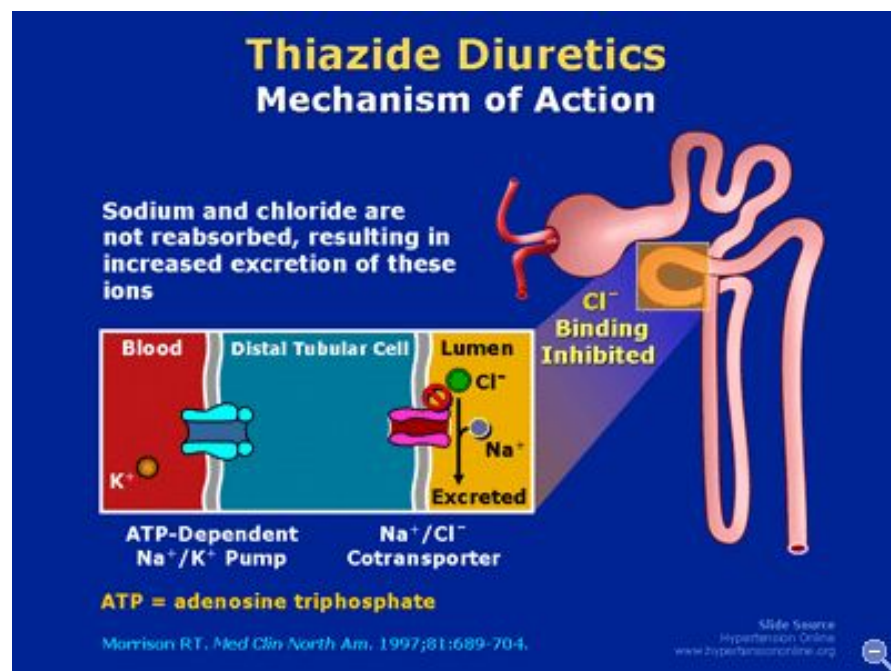 Thiazide Diuretics
Mechanism of Action
Sodium and chloride are
not reabsorbed, resulting in
increased excretion of these
ions
Cl⁻
Binding
Inhibited
Blood
Distal Tubular Cell
Lumen
Cl⁻
Na⁺
K⁺
Excreted
ATP-Dependent
Na⁺/K⁺ Pump
Na⁺/Cl⁻
Cotransporter
ATP = adenosine triphosphate
Morrison RT. Med Clin North Am. 1997;81:689-704.
Slide Source
Hypertension Online
www.hypertensiononline.org